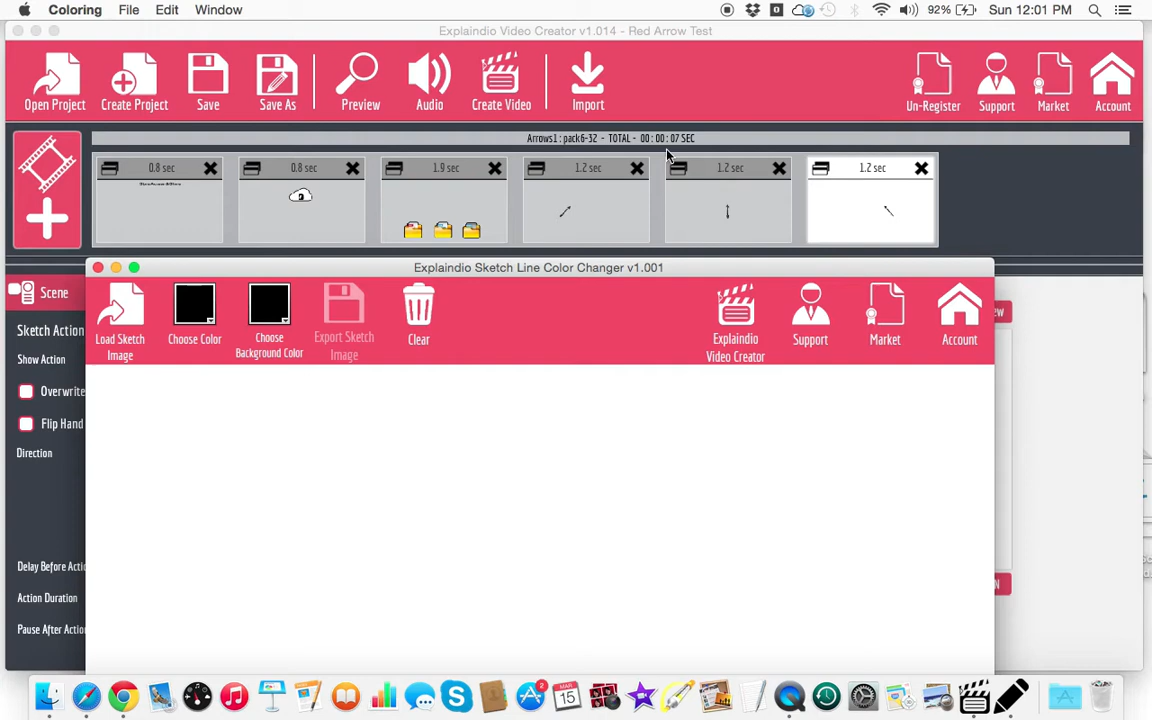 Coloring File Edit Window 92% Sun 12:01 PM
Explaindio Video Creator v1.014 - Red Arrow Test
Open Project Create Project Save Save As Preview Audio Create Video Import Un-Register Support Market Account
Arrows1: pack6-32 - TOTAL - 00:00:07 SEC
0.8 sec 0.8 sec 1.9 sec 1.2 sec 1.2 sec 1.2 sec
Explaindio Sketch Line Color Changer v1.001
Scene
Load Sketch Image
Choose Color
Choose Background Color
Export Sketch Image
Clear
Explaindio Video Creator
Support
Market
Account
Sketch Action
Show Action
Overwrite
Flip Hand
Direction
Delay Before Actio
Action Duration
Pause After Actio
2
MAR
15